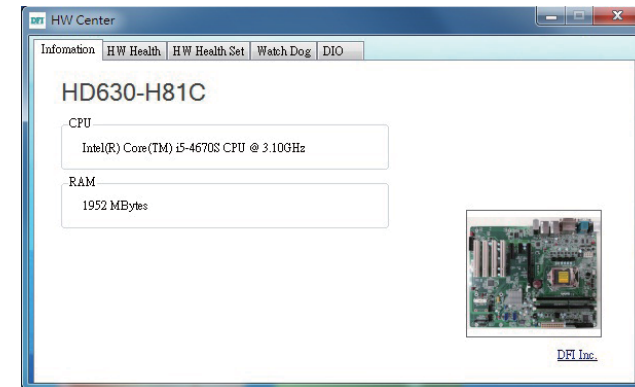 DFI HW Center
Infomation HW Health HW Health Set Watch Dog DIO
HD630-H81C
CPU
Intel(R) Core(TM) i5-4670S CPU @ 3.10GHz
RAM
1952 MBytes
DFI Inc.